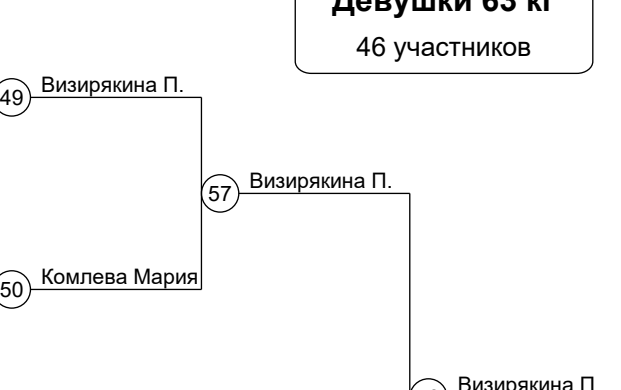 Девушки 63 кг
46 участников
49 Визирякина П.
57 Визирякина П.
50 Комлева Мария
Визирякина П